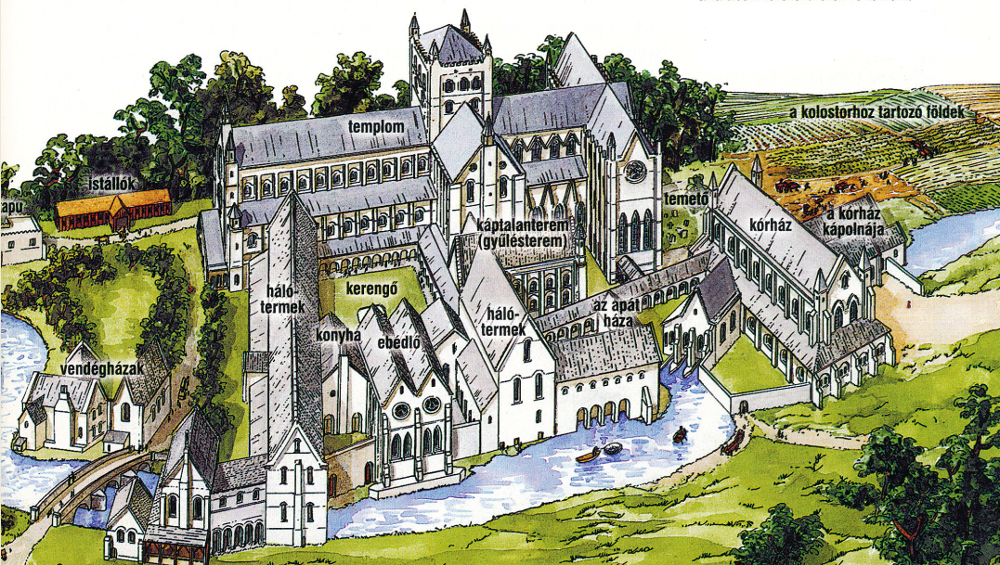 templom
a kolostorhoz tartozó földek
istállók
apu
temető
kórház
a kórház
kápolnája
káptalanterem
(gyűlésterem)
háló-
termek
kerengő
konyha
ebédlő
háló-
termek
az apát
háza
vendégházak